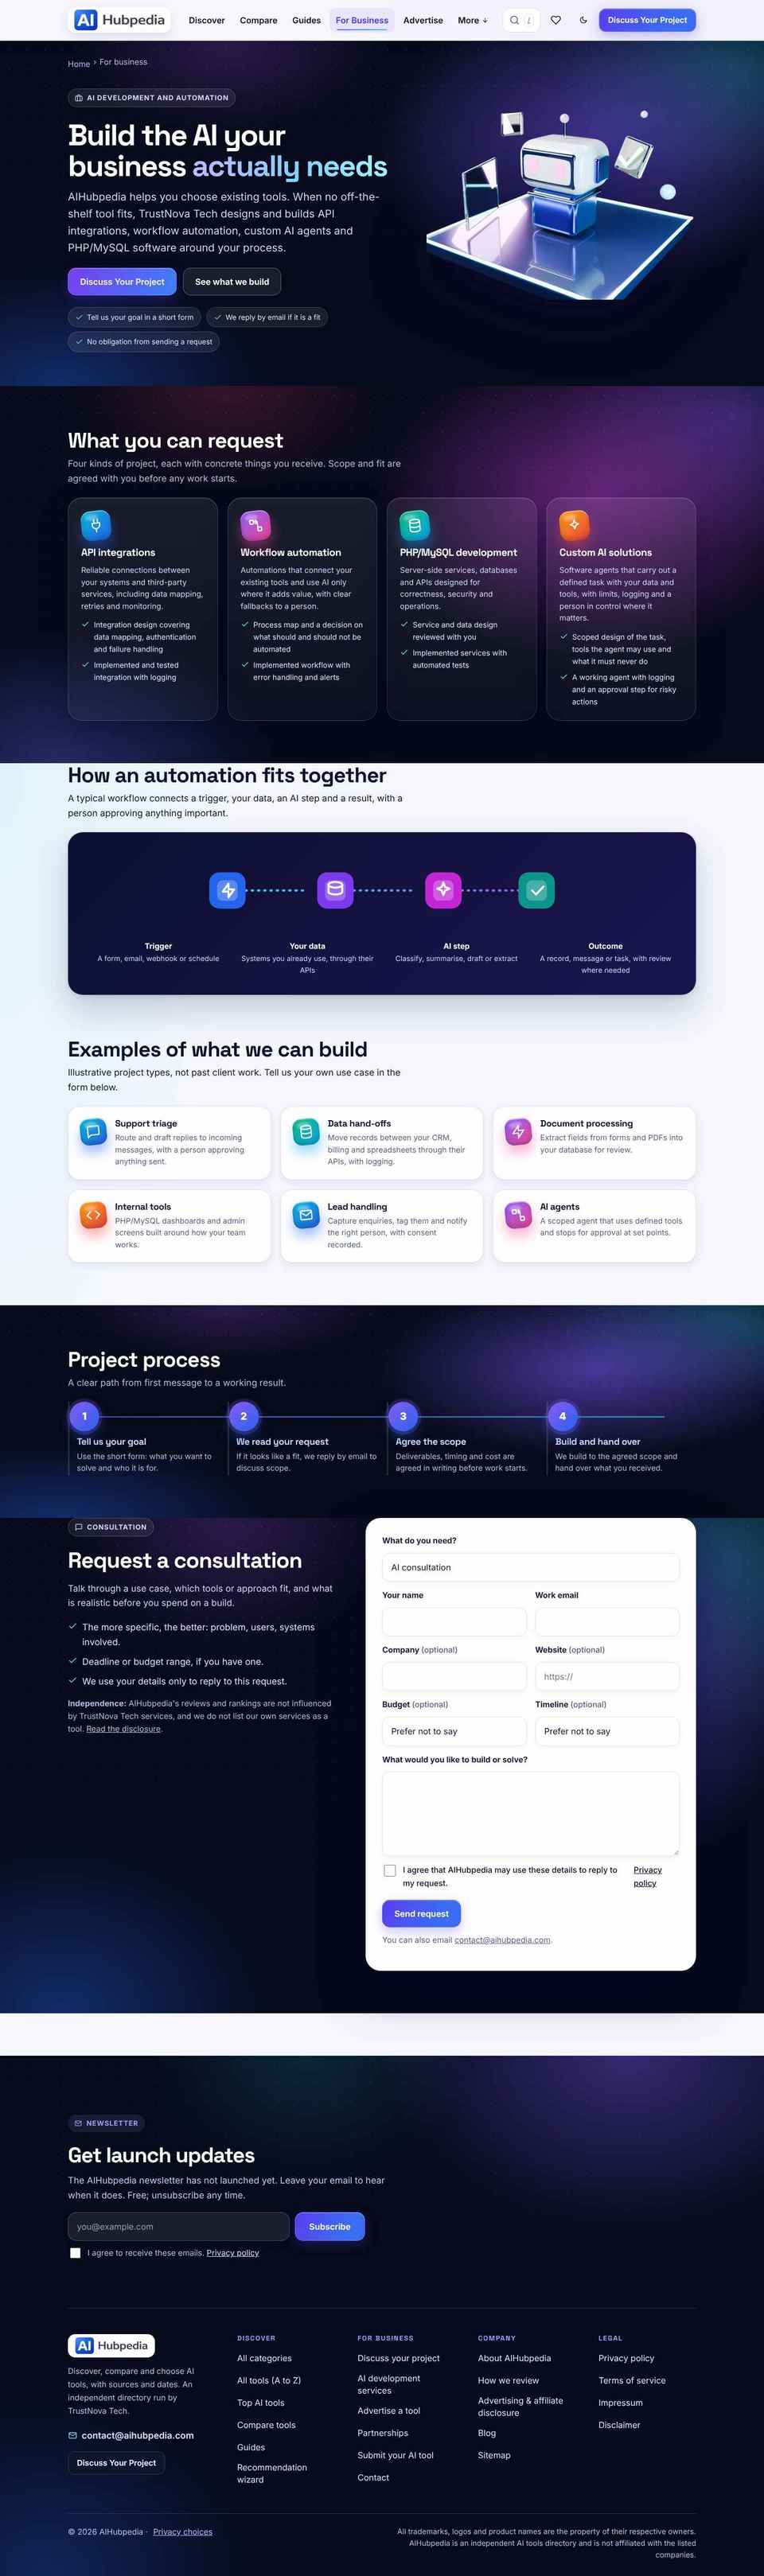 AI Hubpedia
Discover
Compare
Guides
For Business
Advertise
More
/
Discuss Your Project
Home › For business
AI DEVELOPMENT AND AUTOMATION
Build the AI your
business actually needs
AIHubpedia helps you choose existing tools. When no off-the-
shelf tool fits, TrustNova Tech designs and builds API
integrations, workflow automation, custom AI agents and
PHP/MySQL software around your process.
Discuss Your Project
See what we build
Tell us your goal in a short form
We reply by email if it is a fit
No obligation from sending a request
What you can request
Four kinds of project, each with concrete things you receive. Scope and fit are
agreed with you before any work starts.
API integrations
Reliable connections between
your systems and third-party
services, including data mapping,
retries and monitoring.
Integration design covering
data mapping, authentication
and failure handling
Implemented and tested
integration with logging
Workflow automation
Automations that connect your
existing tools and use AI only
where it adds value, with clear
fallbacks to a person.
Process map and a decision on
what should and should not be
automated
Implemented workflow with
error handling and alerts
PHP/MySQL development
Server-side services, databases
and APIs designed for
correctness, security and
operations.
Service and data design
reviewed with you
Implemented services with
automated tests
Custom AI solutions
Software agents that carry out a
defined task with your data and
tools, with limits, logging and a
person in control where it
matters.
Scoped design of the task,
tools the agent may use and
what it must never do
A working agent with logging
and an approval step for risky
actions
How an automation fits together
A typical workflow connects a trigger, your data, an AI step and a result, with a
person approving anything important.
Trigger
A form, email, webhook or schedule
Your data
Systems you already use, through their
APIs
AI step
Classify, summarise, draft or extract
Outcome
A record, message or task, with review
where needed
Examples of what we can build
Illustrative project types, not past client work. Tell us your own use case in the
form below.
Support triage
Route and draft replies to incoming
messages, with a person approving
anything sent.
Data hand-offs
Move records between your CRM,
billing and spreadsheets through their
APIs, with logging.
Document processing
Extract fields from forms and PDFs into
your database for review.
Internal tools
PHP/MySQL dashboards and admin
screens built around how your team
works.
Lead handling
Capture enquiries, tag them and notify
the right person, with consent
recorded.
AI agents
A scoped agent that uses defined tools
and stops for approval at set points.
Project process
A clear path from first message to a working result.
1
Tell us your goal
Use the short form: what you want to
solve and who it is for.
2
We read your request
If it looks like a fit, we reply by email to
discuss scope.
3
Agree the scope
Deliverables, timing and cost are
agreed in writing before work starts.
4
Build and hand over
We build to the agreed scope and
hand over what you received.
CONSULTATION
Request a consultation
Talk through a use case, which tools or approach fit, and what
is realistic before you spend on a build.
The more specific, the better: problem, users, systems
involved.
Deadline or budget range, if you have one.
We use your details only to reply to this request.
Independence: AIHubpedia's reviews and rankings are not influenced
by TrustNova Tech services, and we do not list our own services as a
tool. Read the disclosure.
What do you need?
AI consultation
Your name
Work email
Company (optional)
Website (optional)
https://
Budget (optional)
Timeline (optional)
Prefer not to say
Prefer not to say
What would you like to build or solve?
I agree that AIHubpedia may use these details to reply to
my request.
Privacy
policy
Send request
You can also email contact@aihubpedia.com.
NEWSLETTER
Get launch updates
The AIHubpedia newsletter has not launched yet. Leave your email to hear
when it does. Free; unsubscribe any time.
you@example.com
Subscribe
I agree to receive these emails. Privacy policy
AI Hubpedia
Discover, compare and choose AI
tools, with sources and dates. An
independent directory run by
TrustNova Tech.
contact@aihubpedia.com
Discuss Your Project
DISCOVER
All categories
All tools (A to Z)
Top AI tools
Compare tools
Guides
Recommendation
wizard
FOR BUSINESS
Discuss your project
AI development
services
Advertise a tool
Partnerships
Submit your AI tool
Contact
COMPANY
About AIHubpedia
How we review
Advertising & affiliate
disclosure
Blog
Sitemap
LEGAL
Privacy policy
Terms of service
Impressum
Disclaimer
© 2026 AIHubpedia · Privacy choices
All trademarks, logos and product names are the property of their respective owners.
AIHubpedia is an independent AI tools directory and is not affiliated with the listed
companies.